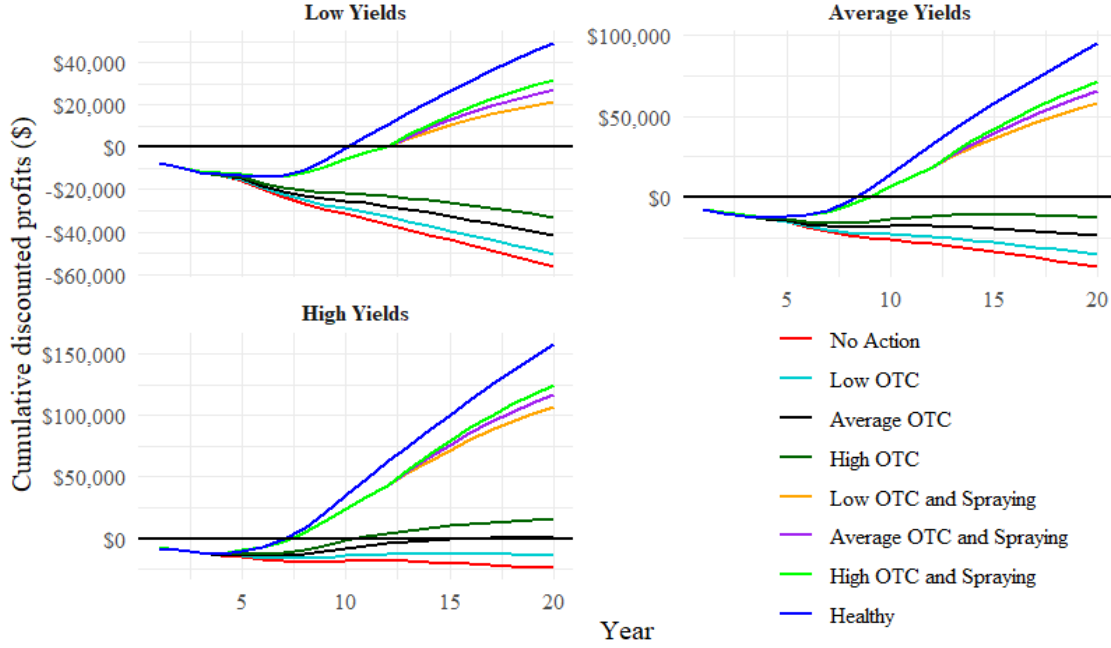 Low Yields
Average Yields
Cumulative discounted profits ($)
$40,000
$20,000
$0
-$20,000
-$40,000
-$60,000
$100,000
$50,000
$0
5
10
15
20
High Yields
$150,000
$100,000
$50,000
$0
5
10
15
20
Year
No Action
Low OTC
Average OTC
High OTC
Low OTC and Spraying
Average OTC and Spraying
High OTC and Spraying
Healthy